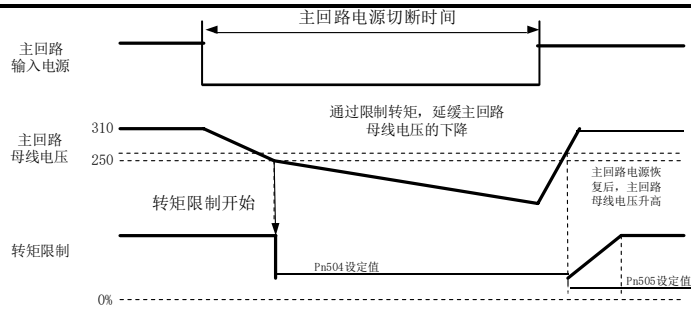 主回路电源切断时间
主回路
输入电源
通过限制转矩，延缓主回路
母线电压的下降
310
主回路
母线电压
250
主回路电源恢
复后，主回路
母线电压升高
转矩限制开始
转矩限制
Pn504设定值
Pn505设定值
0%